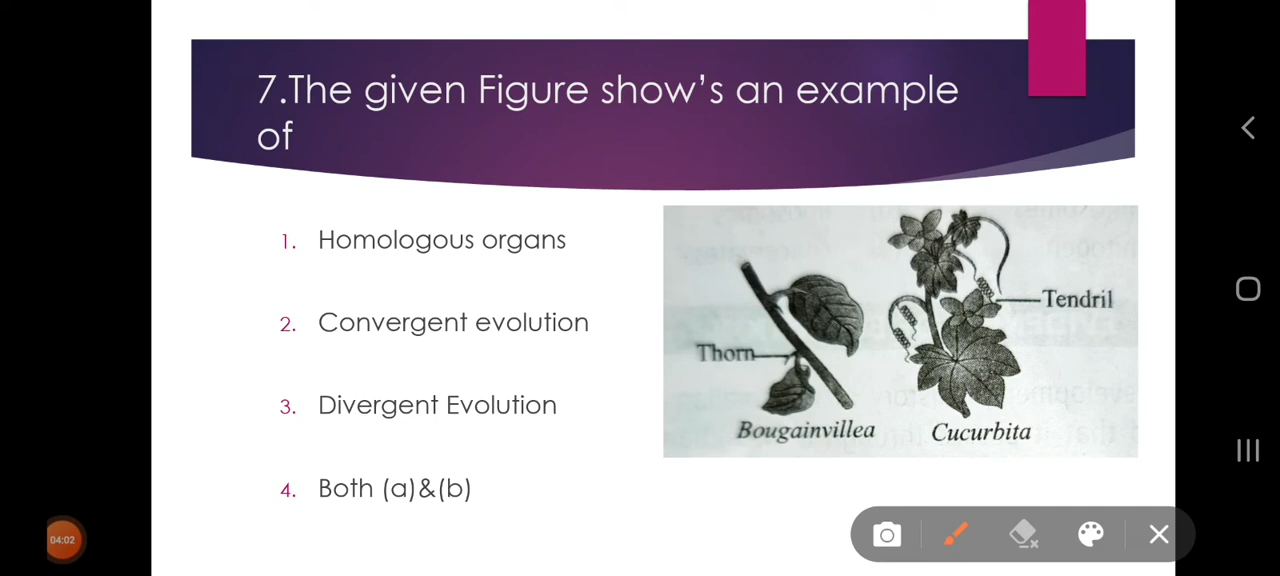 7.The given Figure show's an example
of
1. Homologous organs
2. Convergent evolution
3. Divergent Evolution
4. Both (a)&(b)
Tendril
Thorn
Bougainvillea
Cucurbita
04:02